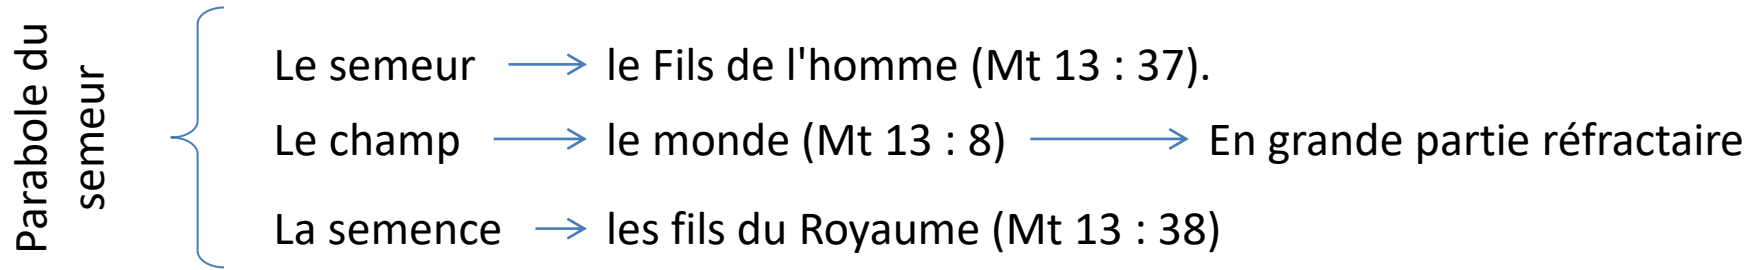 Parabole du
semeur
Le semeur le Fils de l'homme (Mt 13 : 37).
Le champ le monde (Mt 13 : 8) En grande partie réfractaire
La semence les fils du Royaume (Mt 13 : 38)